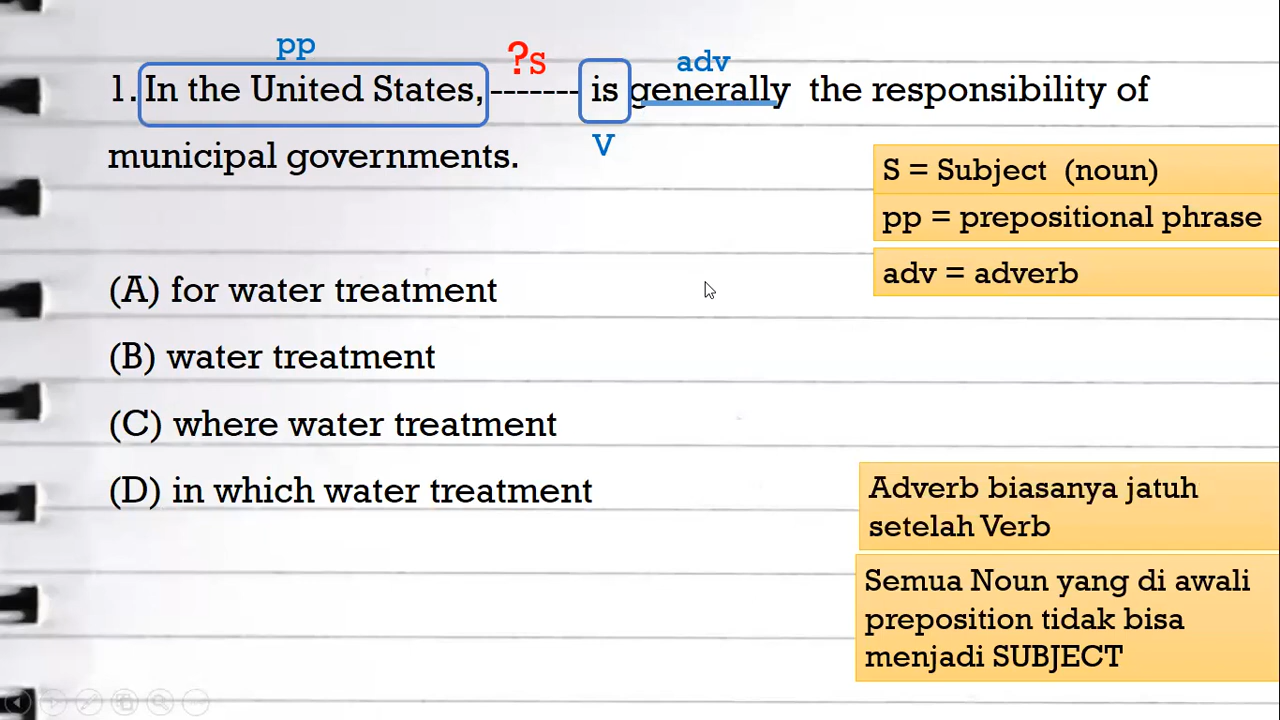 pp
?S
adv
1. In the United States, ------- is generally the responsibility of
V
municipal governments.
S = Subject (noun)
pp = prepositional phrase
adv = adverb
(A) for water treatment
(B) water treatment
(C) where water treatment
(D) in which water treatment
Adverb biasanya jatuh
setelah Verb
Semua Noun yang di awali
preposition tidak bisa
menjadi SUBJECT